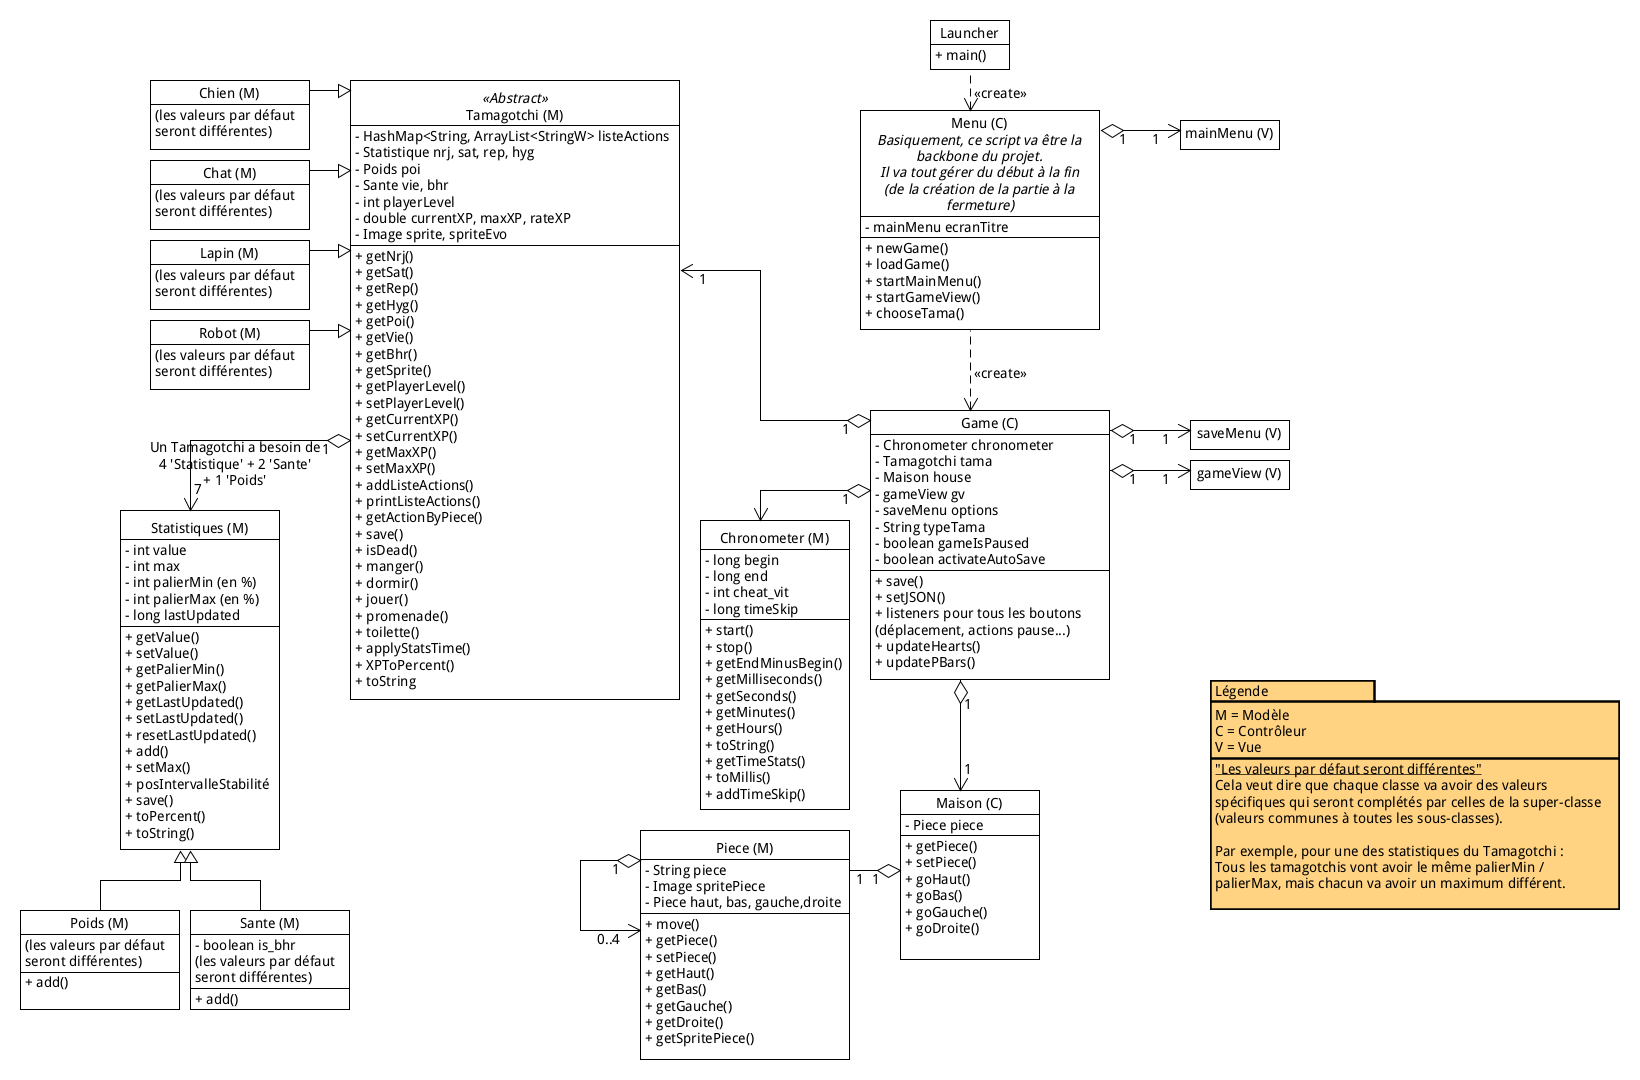 Launcher
+ main()
«create»
Menu (C)
Basiquement, ce script va être la
backbone du projet.
Il va tout gérer du début à la fin
(de la création de la partie à la
fermeture)
- mainMenu ecranTitre
+ newGame()
+ loadGame()
+ startMainMenu()
+ startGameView()
+ chooseTama()
1
1
mainMenu (V)
«create»
Chien (M)
(les valeurs par défaut
seront différentes)
Chat (M)
(les valeurs par défaut
seront différentes)
Lapin (M)
(les valeurs par défaut
seront différentes)
Robot (M)
(les valeurs par défaut
seront différentes)
«Abstract»
Tamagotchi (M)
- HashMap<String, ArrayList<StringW> listeActions
- Statistique nrj, sat, rep, hyg
- Poids poi
- Sante vie, bhr
- int playerLevel
- double currentXP, maxXP, rateXP
- Image sprite, spriteEvo
+ getNrj()
+ getSat()
+ getRep()
+ getHyg()
+ getPoi()
+ getVie()
+ getBhr()
+ getSprite()
+ getPlayerLevel()
+ setPlayerLevel()
+ getCurrentXP()
+ setCurrentXP()
+ getMaxXP()
+ setMaxXP()
+ addListeActions()
+ printListeActions()
+ getActionByPiece()
+ save()
+ isDead()
+ manger()
+ dormir()
+ jouer()
+ promenade()
+ toilette()
+ applyStatsTime()
+ XPToPercent()
+ toString
1
1
Game (C)
- Chronometer chronometer
- Tamagotchi tama
- Maison house
- gameView gv
- saveMenu options
- String typeTama
- boolean gameIsPaused
- boolean activateAutoSave
+ save()
+ setJSON()
+ listeners pour tous les boutons
(déplacement, actions pause...)
+ updateHearts()
+ updatePBars()
1
1
saveMenu (V)
1
1
gameView (V)
1
Un Tamagotchi a besoin de
4 'Statistique' + 2 'Sante'
+ 1 'Poids'
1
7
Statistiques (M)
- int value
- int max
- int palierMin (en %)
- int palierMax (en %)
- long lastUpdated
+ getValue()
+ setValue()
+ getPalierMin()
+ getPalierMax()
+ getLastUpdated()
+ setLastUpdated()
+ resetLastUpdated()
+ add()
+ setMax()
+ posIntervalleStabilité
+ save()
+ toPercent()
+ toString()
Chronometer (M)
- long begin
- long end
- int cheat_vit
- long timeSkip
+ start()
+ stop()
+ getEndMinusBegin()
+ getMilliseconds()
+ getSeconds()
+ getMinutes()
+ getHours()
+ toString()
+ getTimeStats()
+ toMillis()
+ addTimeSkip()
1
1
Maison (C)
- Piece piece
+ getPiece()
+ setPiece()
+ goHaut()
+ goBas()
+ goGauche()
+ goDroite()
1
1
Piece (M)
- String piece
- Image spritePiece
- Piece haut, bas, gauche,droite
+ move()
+ getPiece()
+ setPiece()
+ getHaut()
+ getBas()
+ getGauche()
+ getDroite()
+ getSpritePiece()
1
0..4
Poids (M)
(les valeurs par défaut
seront différentes)
+ add()
Sante (M)
- boolean is_bhr
(les valeurs par défaut
seront différentes)
+ add()
Légende
M = Modèle
C = Contrôleur
V = Vue
"Les valeurs par défaut seront différentes"
Cela veut dire que chaque classe va avoir des valeurs
spécifiques qui seront complétés par celles de la super-classe
(valeurs communes à toutes les sous-classes).
Par exemple, pour une des statistiques du Tamagotchi :
Tous les tamagotchis vont avoir le même palierMin /
palierMax, mais chacun va avoir un maximum différent.